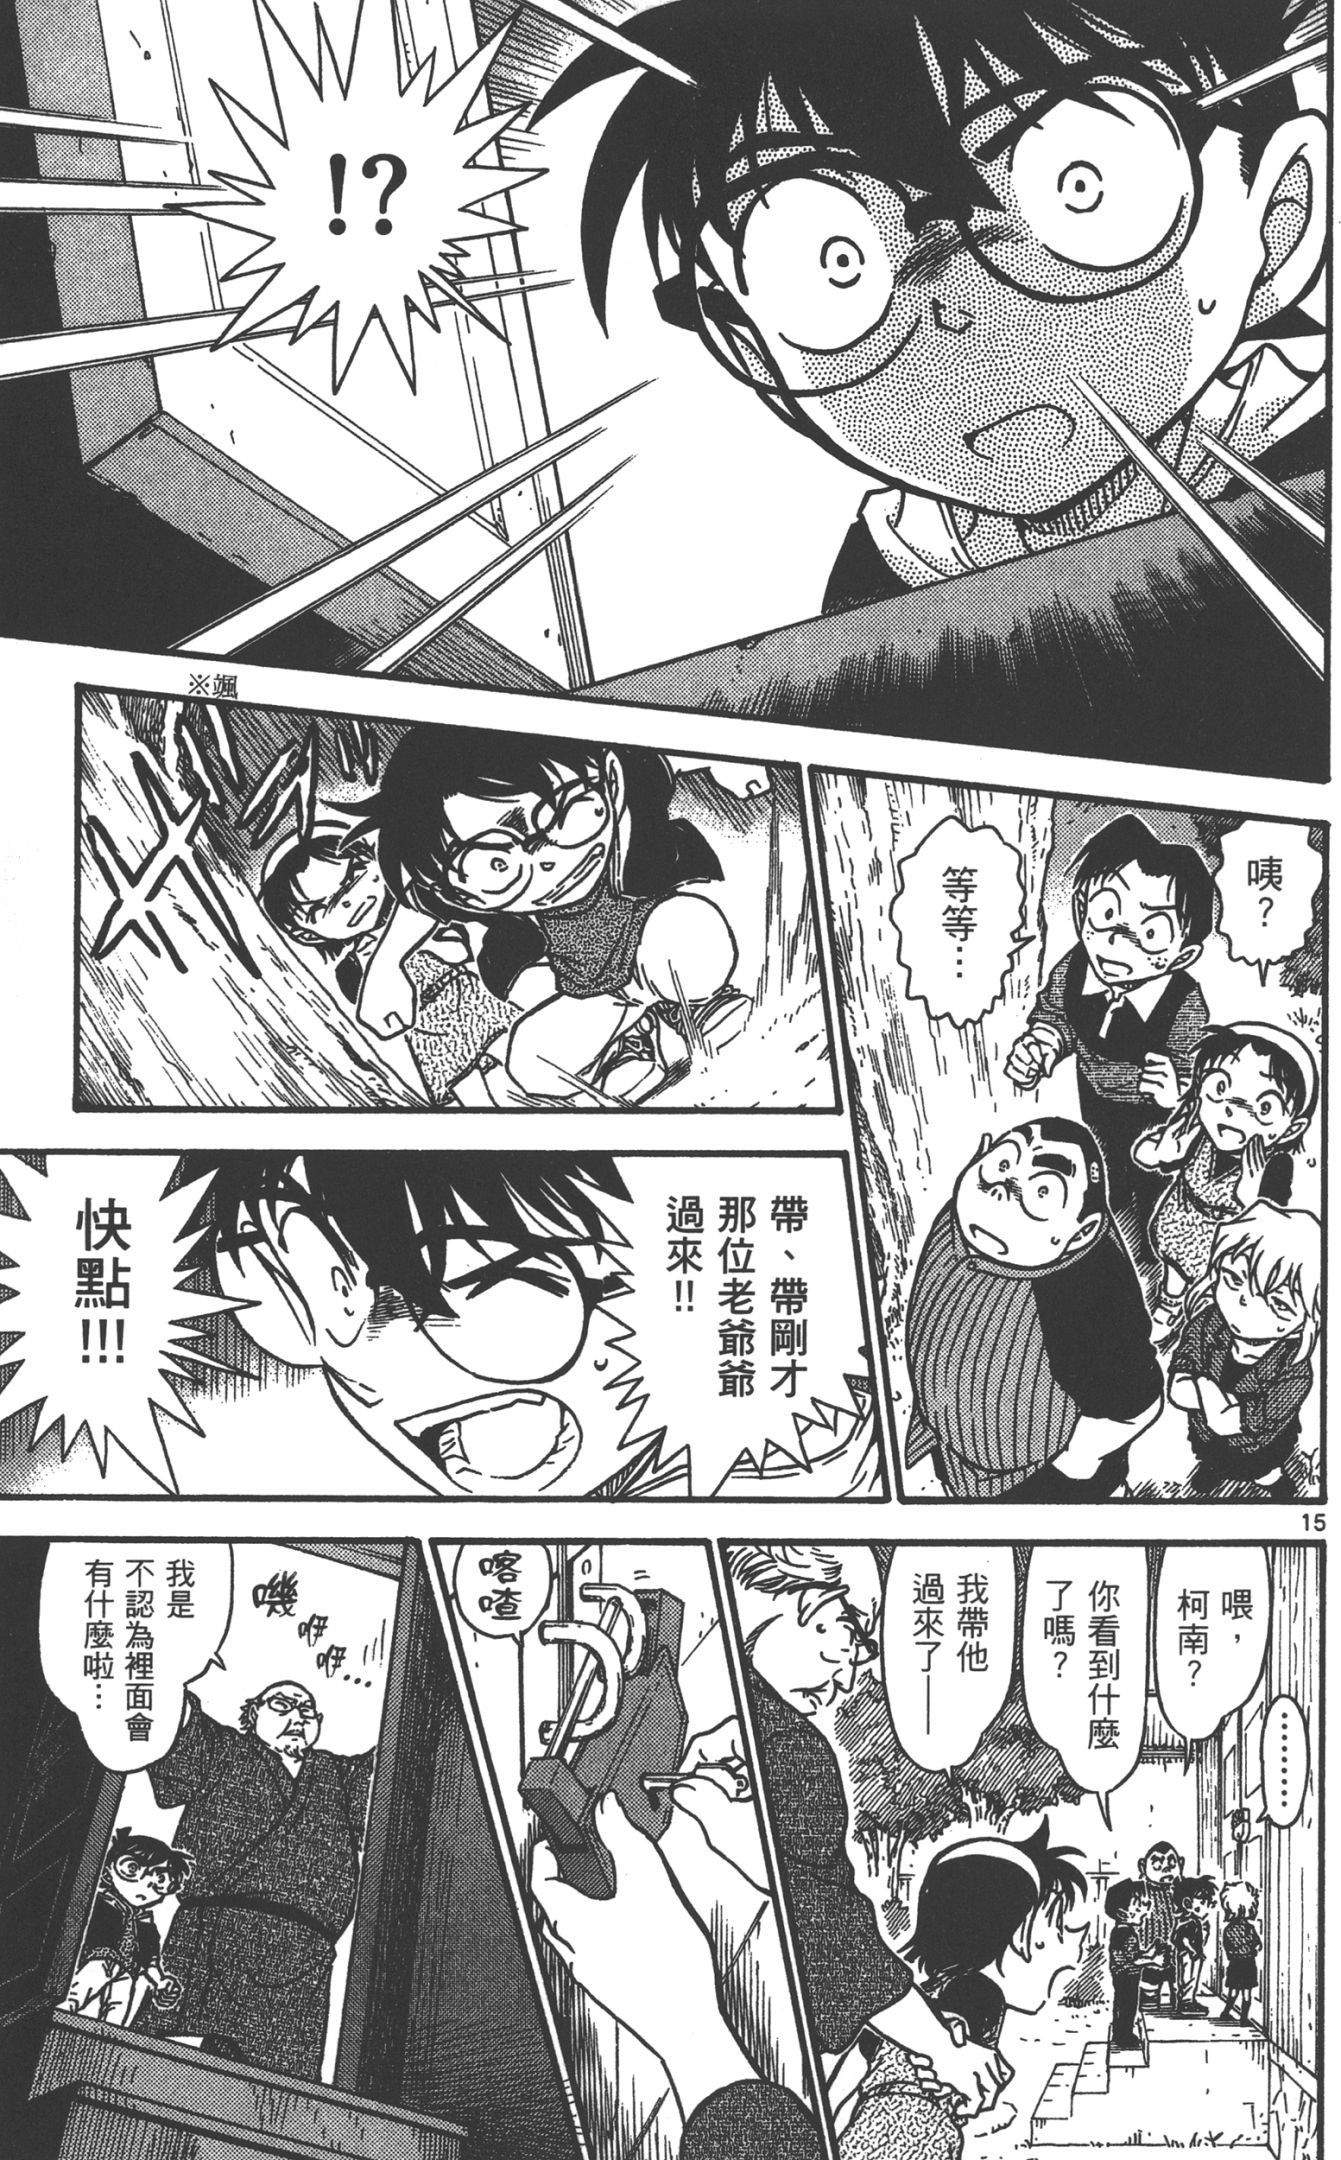 !?
咦?
等等…
※颯
帶、帶剛才
那位老爺爺
過來!!
快點!!!
15
………
喂，
柯南?
你看到什麼
了嗎?
我帶他
過來了—
喀喳
嘰
咿
咿…
我是
不認為裡面會
有什麼啦…